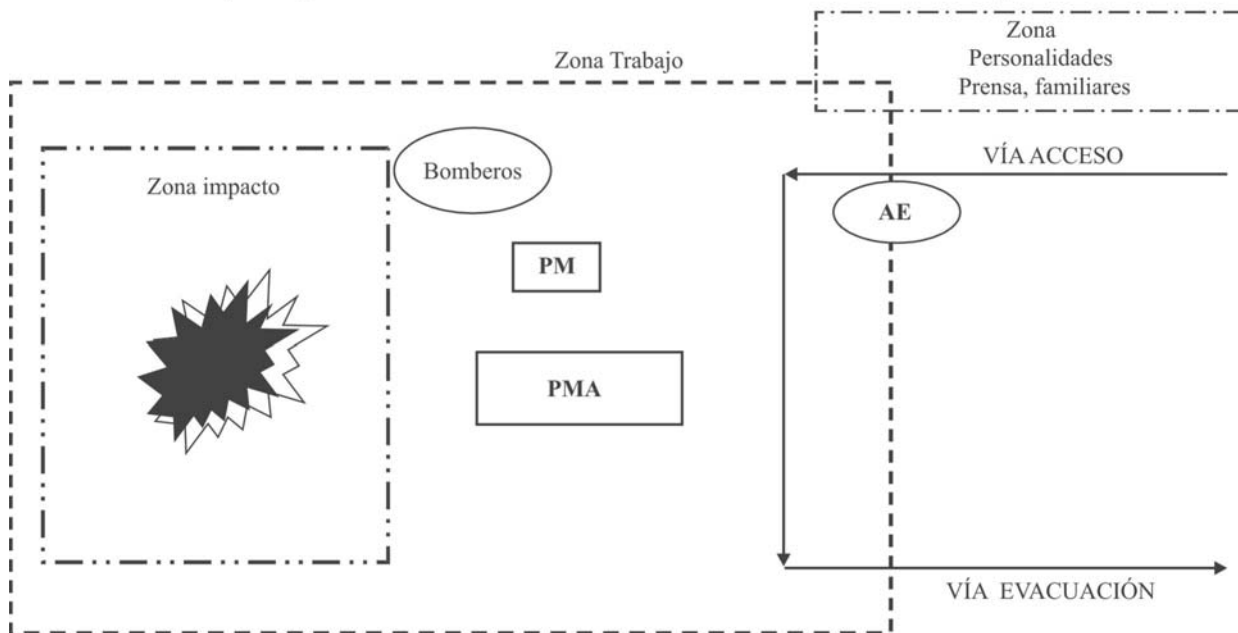 Zona
Personalidades
Prensa, familiares
Zona Trabajo
VÍA ACCESO
Zona impacto
Bomberos
AE
PM
PMA
VÍA EVACUACIÓN